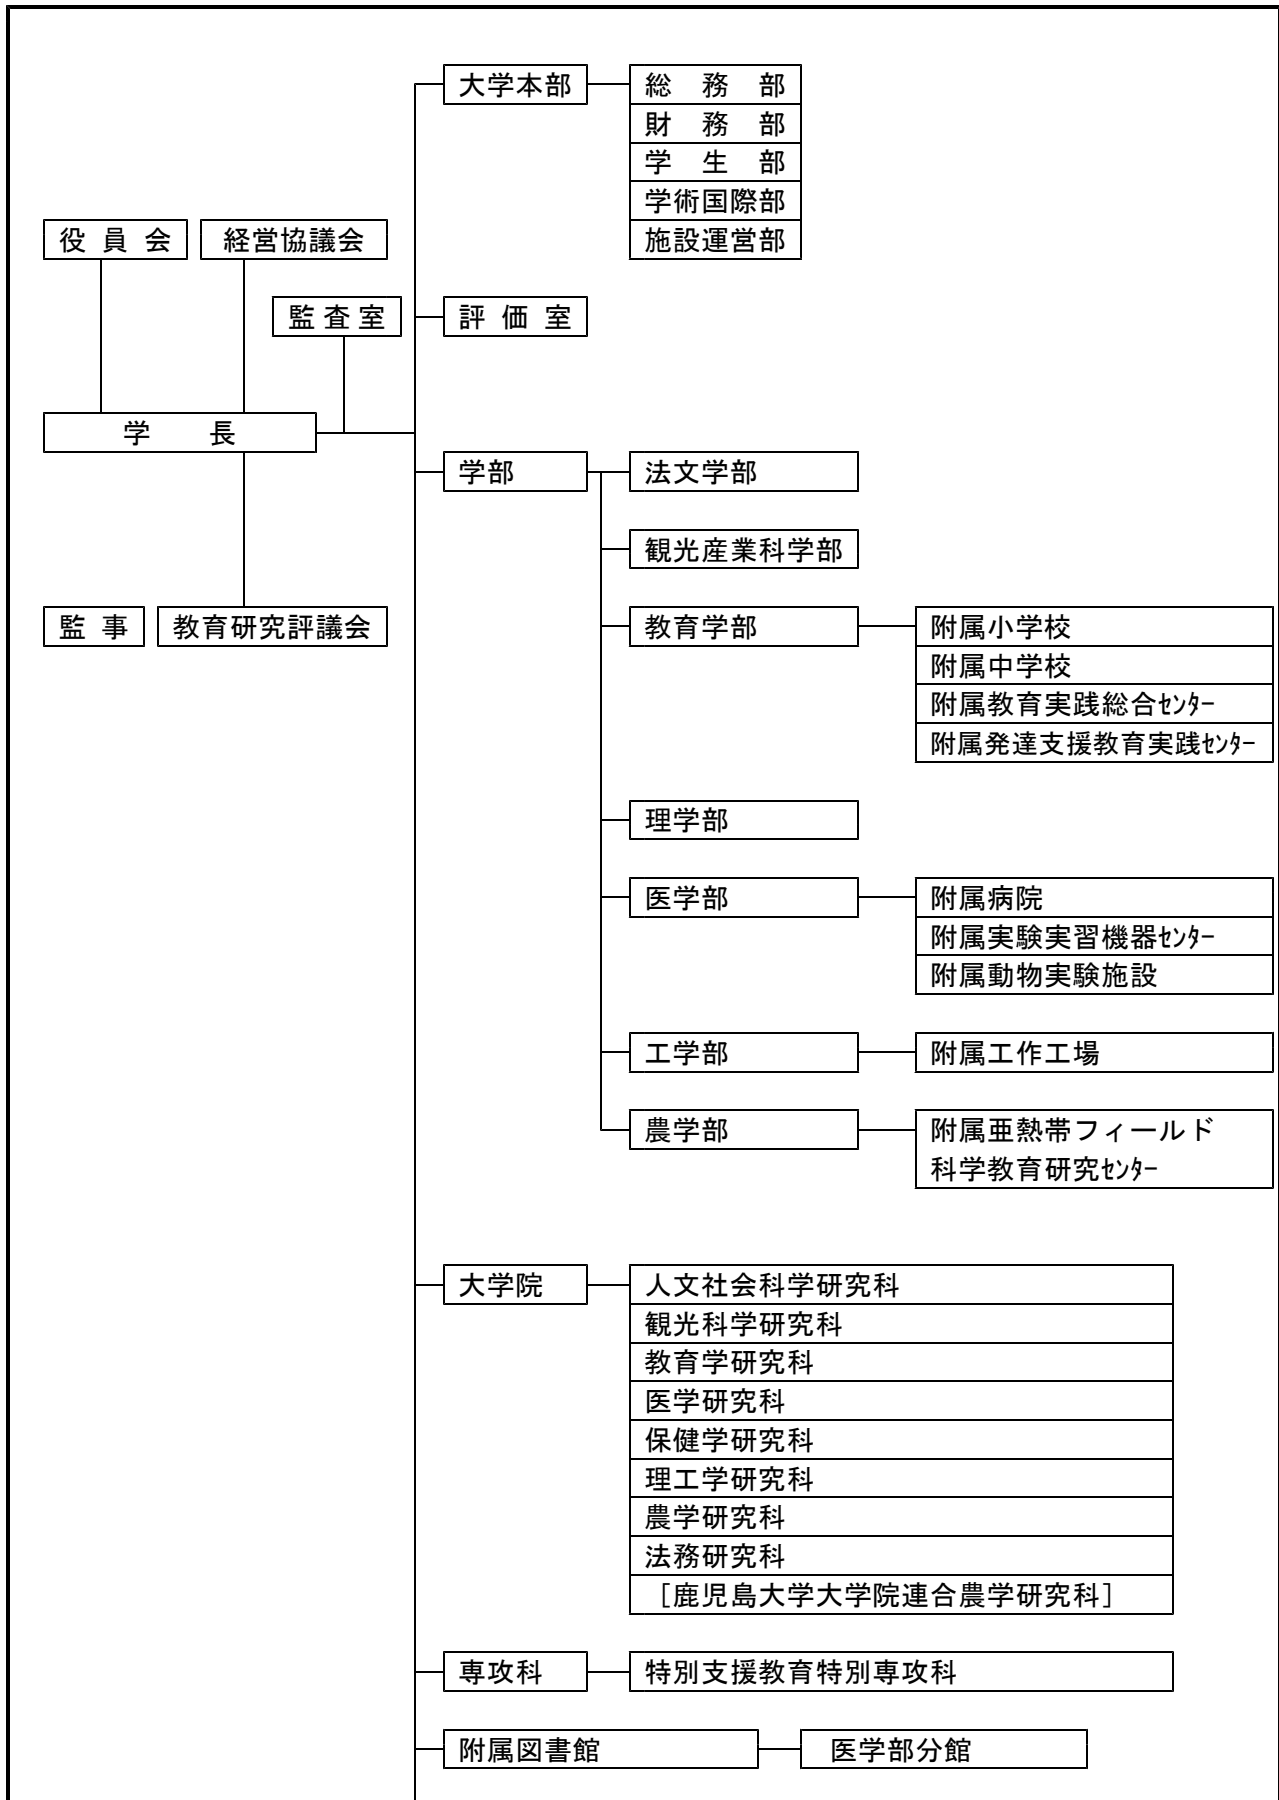 大学本部
総　務　部
財　務　部
学　生　部
学術国際部
施設運営部
役 員 会
経営協議会
監 査 室
評 価 室
学　　長
学部
法文学部
観光産業科学部
監 事
教育研究評議会
教育学部
附属小学校
附属中学校
附属教育実践総合ｾﾝﾀｰ
附属発達支援教育実践ｾﾝﾀｰ
理学部
医学部
附属病院
附属実験実習機器ｾﾝﾀｰ
附属動物実験施設
工学部
附属工作工場
農学部
附属亜熱帯フィールド
科学教育研究ｾﾝﾀｰ
大学院
人文社会科学研究科
観光科学研究科
教育学研究科
医学研究科
保健学研究科
理工学研究科
農学研究科
法務研究科
［鹿児島大学大学院連合農学研究科］
専攻科
特別支援教育特別専攻科
附属図書館
医学部分館